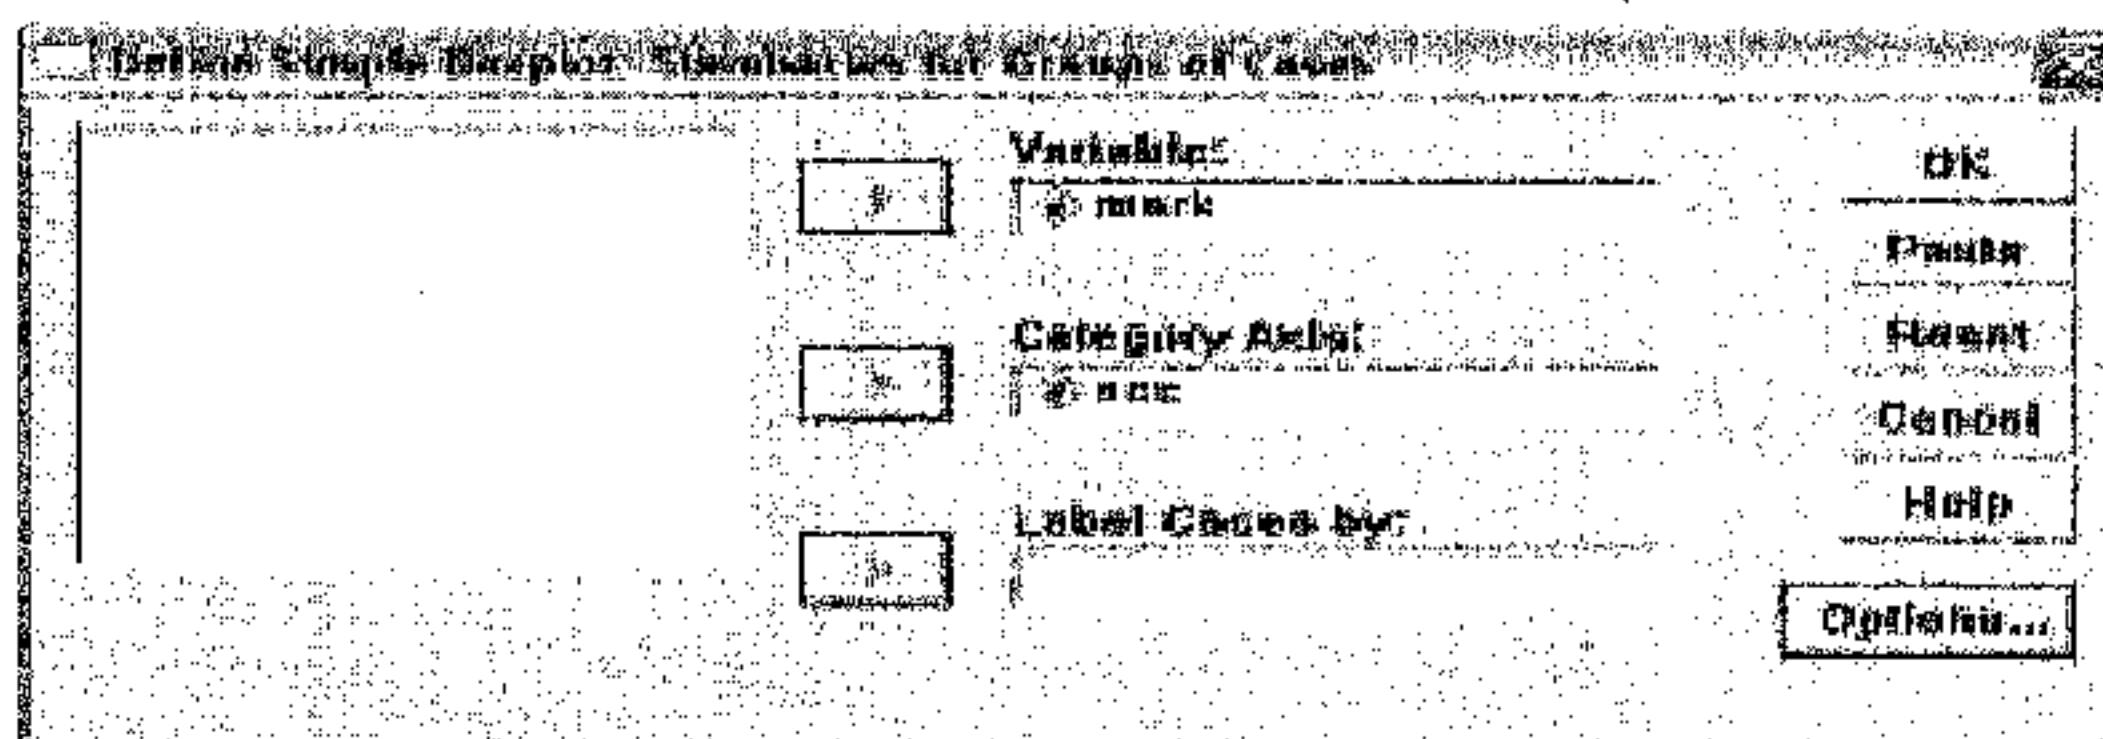 Define Simple Boxplot: Summaries for Groups of Cases
Variable:
mark
Category Axis:
Label Cases by:
OK
Paste
Reset
Cancel
Help
Options...